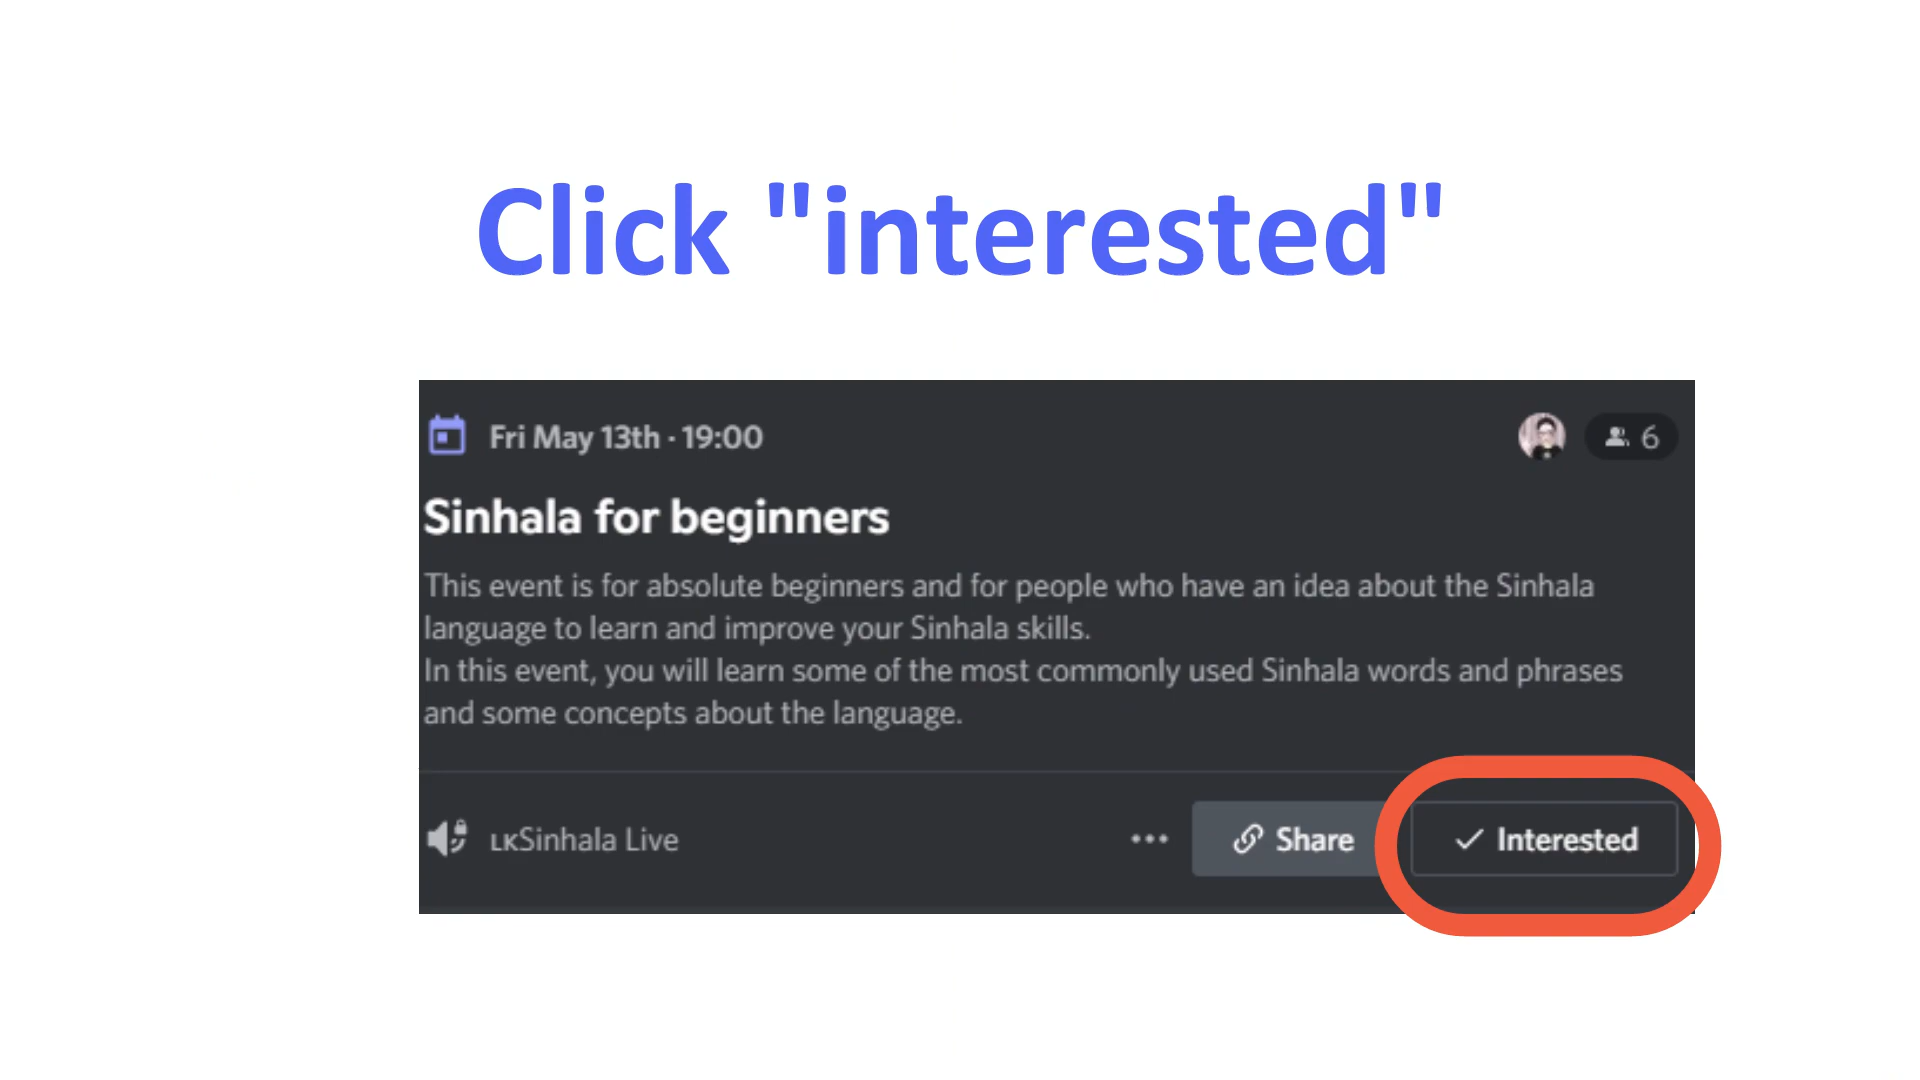 Click "interested"
Fri May 13th · 19:00
6
Sinhala for beginners
This event is for absolute beginners and for people who have an idea about the Sinhala
language to learn and improve your Sinhala skills.
In this event, you will learn some of the most commonly used Sinhala words and phrases
and some concepts about the language.
ʟᴋSinhala Live
Share
Interested